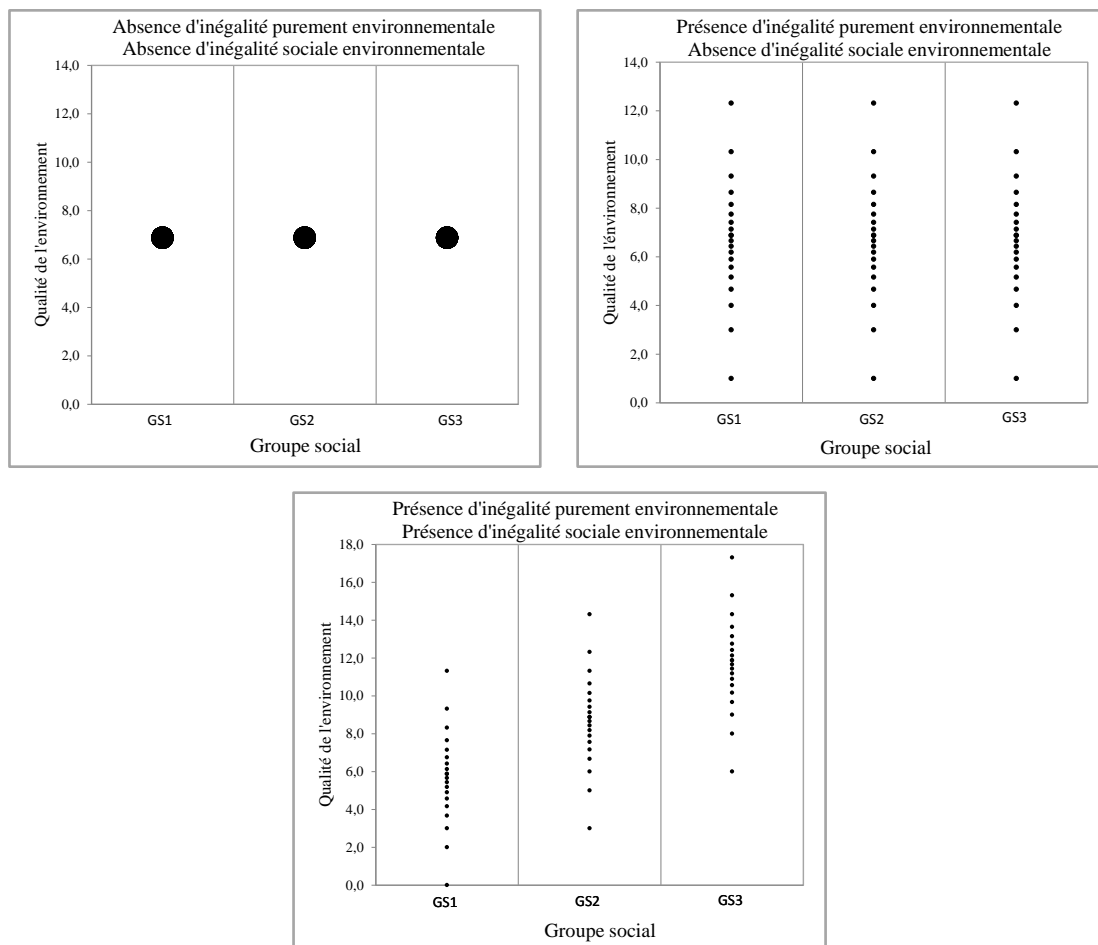 Absence d'inégalité purement environnementale
Absence d'inégalité sociale environnementale
14,0
12,0
10,0
8,0
6,0
4,0
2,0
0,0
Qualité de l'environnement
GS1 GS2 GS3
Groupe social
Présence d'inégalité purement environnementale
Absence d'inégalité sociale environnementale
14,0
12,0
10,0
8,0
6,0
4,0
2,0
0,0
Qualité de l'énvironnement
GS1 GS2 GS3
Groupe social
Présence d'inégalité purement environnementale
Présence d'inégalité sociale environnementale
18,0
16,0
14,0
12,0
10,0
8,0
6,0
4,0
2,0
0,0
Qualité de l'environnement
GS1 GS2 GS3
Groupe social